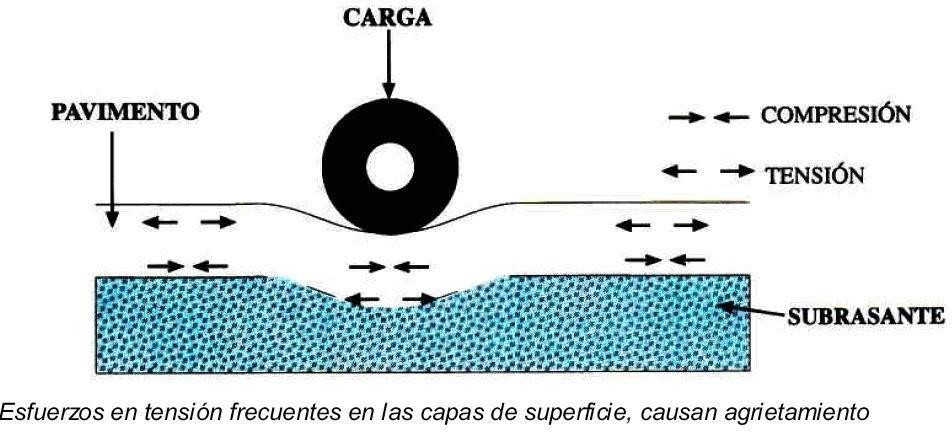 CARGA
PAVIMENTO
COMPRESIÓN
TENSIÓN
SUBRASANTE
Esfuerzos en tensión frecuentes en las capas de superficie, causan agrietamiento